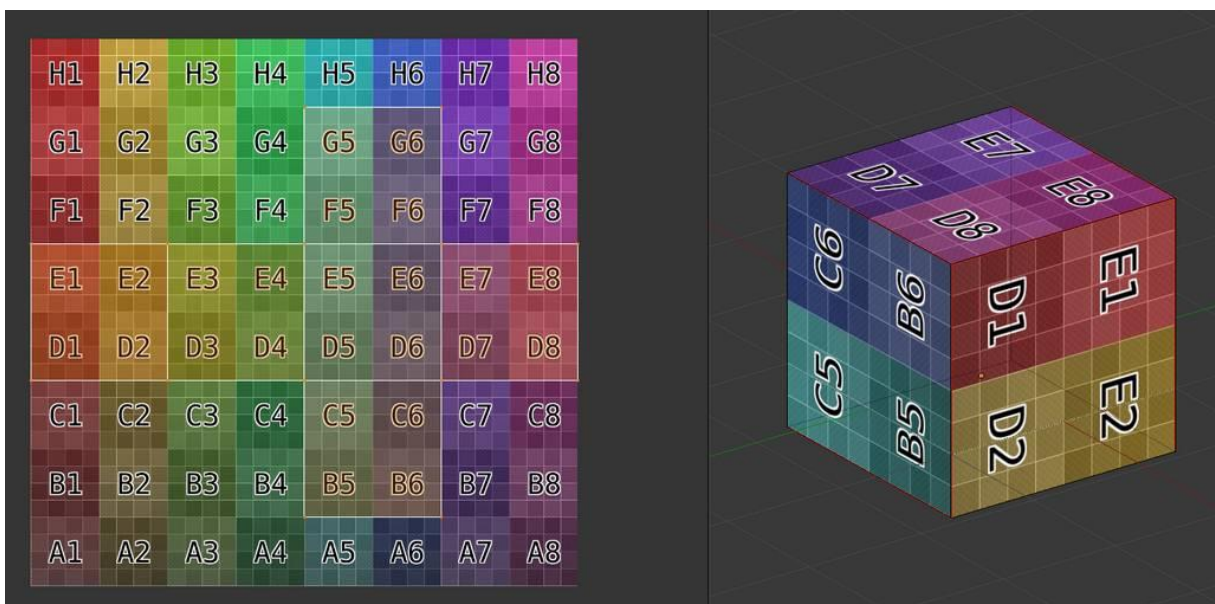 H1 H2 H3 H4 H5 H6 H7 H8
G1 G2 G3 G4 G5 G6 G7 G8
F1 F2 F3 F4 F5 F6 F7 F8
E1 E2 E3 E4 E5 E6 E7 E8
D1 D2 D3 D4 D5 D6 D7 D8
C1 C2 C3 C4 C5 C6 C7 C8
B1 B2 B3 B4 B5 B6 B7 B8
A1 A2 A3 A4 A5 A6 A7 A8
D7 E7
D8 E8
C6 B6
C5 B5
D1 E1
D2 E2